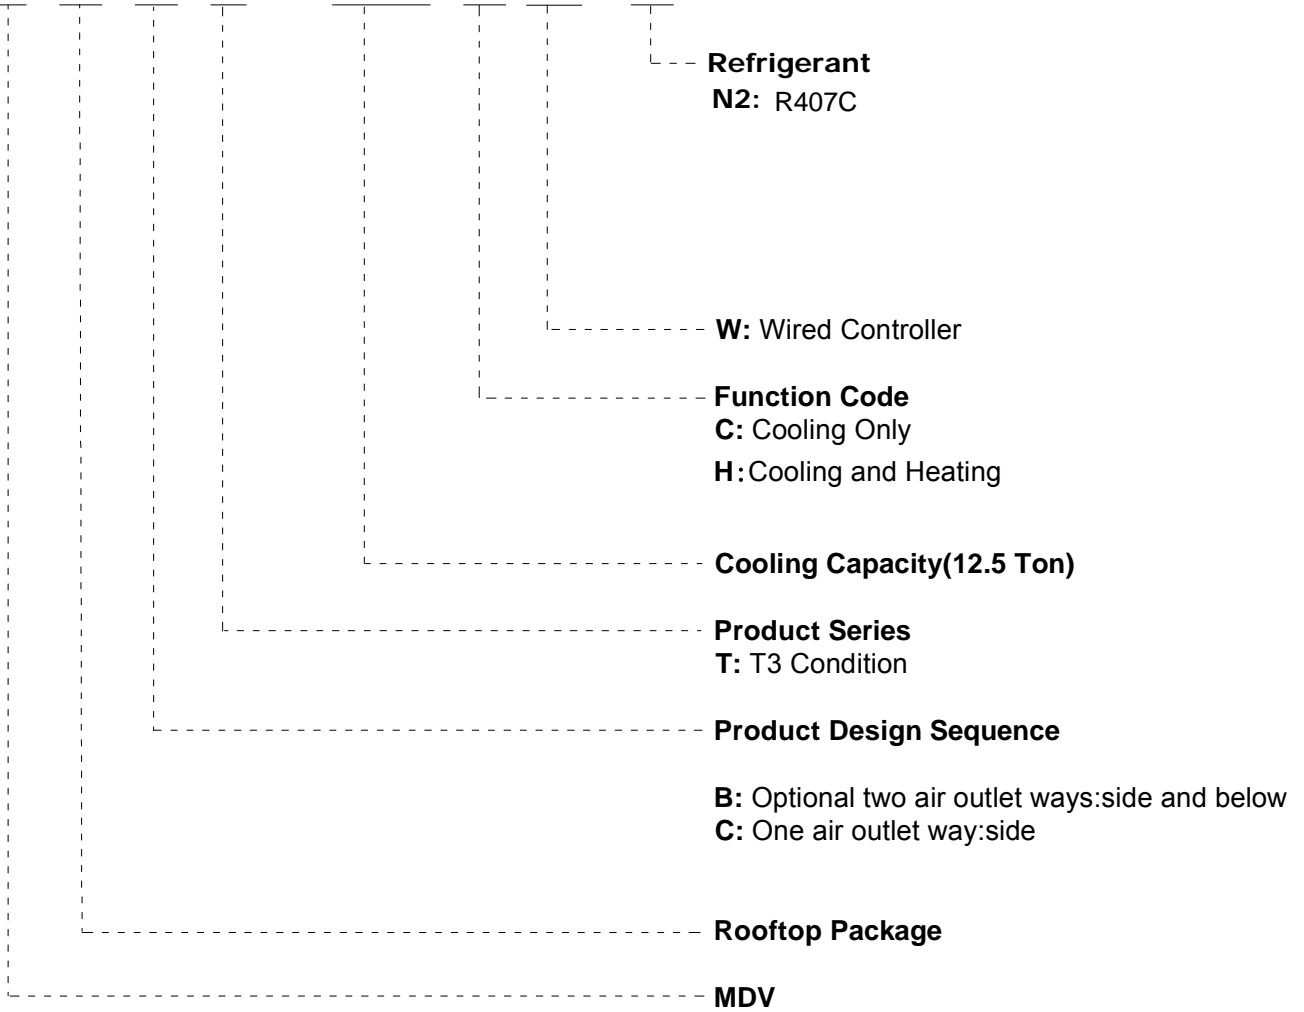 Refrigerant
N2: R407C
W: Wired Controller
Function Code
C: Cooling Only
H:Cooling and Heating
Cooling Capacity(12.5 Ton)
Product Series
T: T3 Condition
Product Design Sequence
B: Optional two air outlet ways:side and below
C: One air outlet way:side
Rooftop Package
MDV